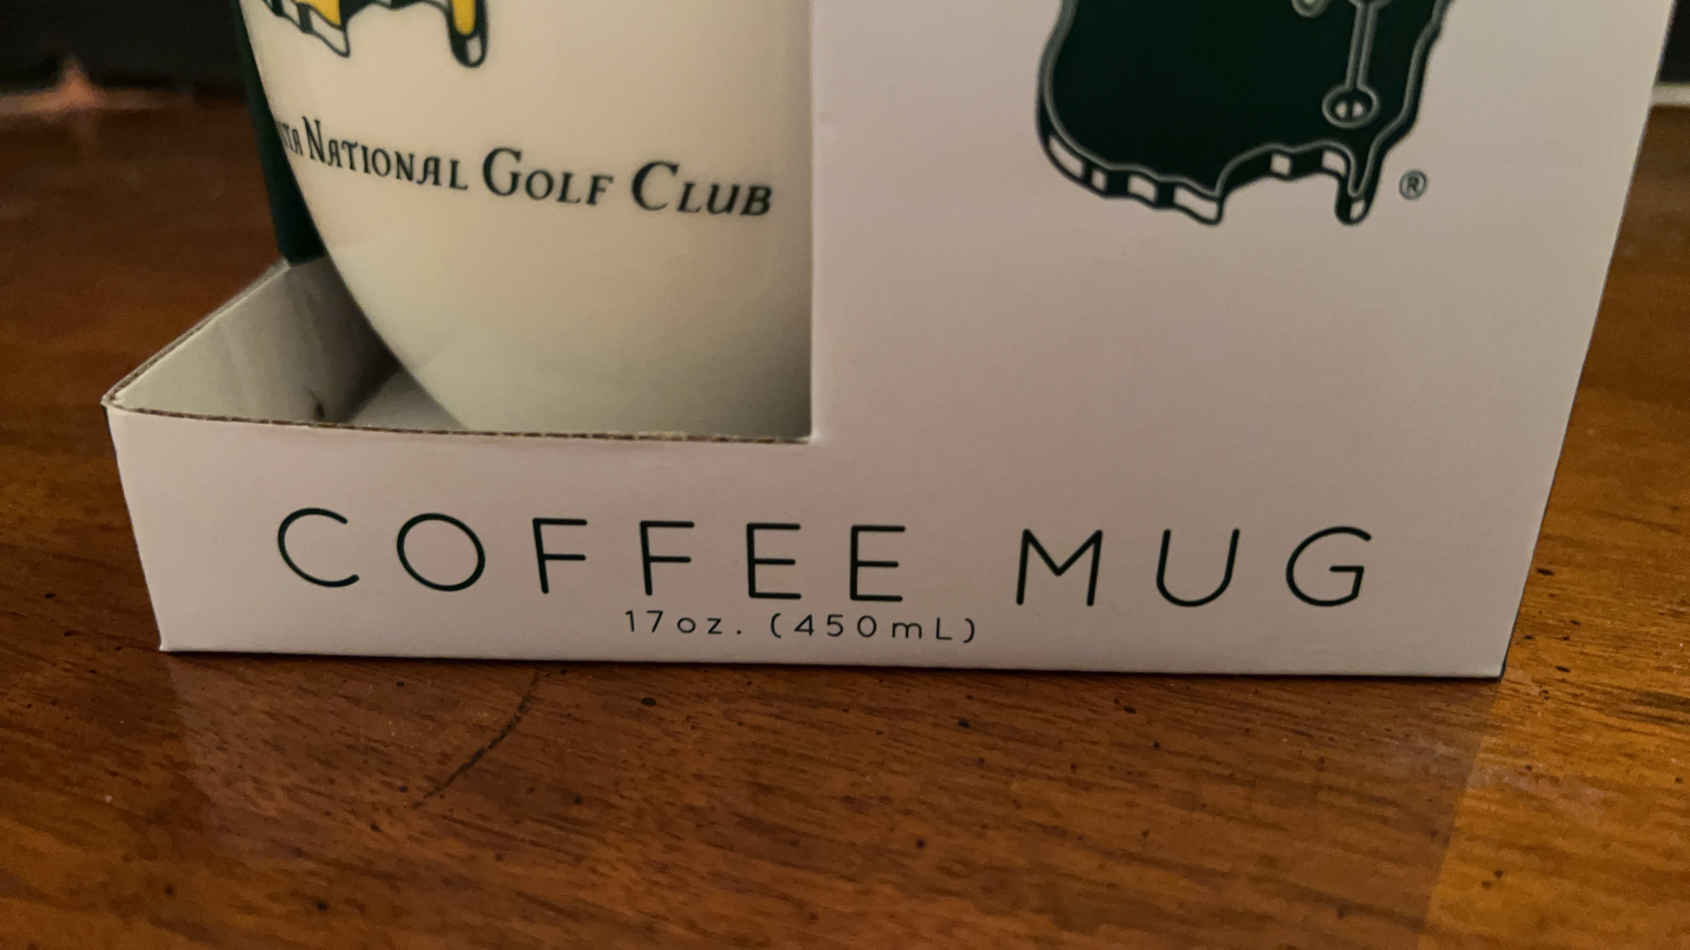 NATIONAL GOLF CLUB
®
COFFEE MUG
17oz. (450mL)